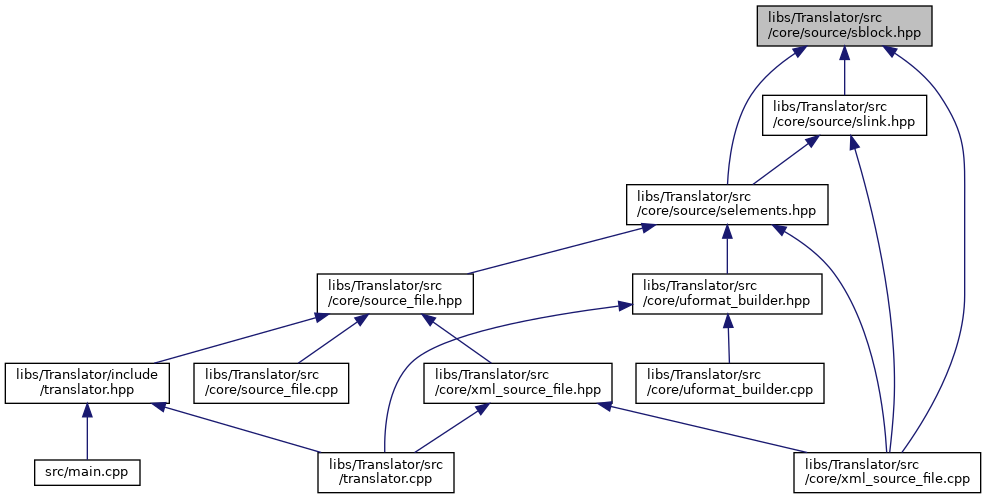 libs/Translator/src
/core/source/sblock.hpp
libs/Translator/src
/core/source/slink.hpp
libs/Translator/src
/core/source/selements.hpp
libs/Translator/src
/core/source_file.hpp
libs/Translator/src
/core/uformat_builder.hpp
libs/Translator/include
/translator.hpp
libs/Translator/src
/core/source_file.cpp
libs/Translator/src
/core/xml_source_file.hpp
libs/Translator/src
/core/uformat_builder.cpp
src/main.cpp
libs/Translator/src
/translator.cpp
libs/Translator/src
/core/xml_source_file.cpp